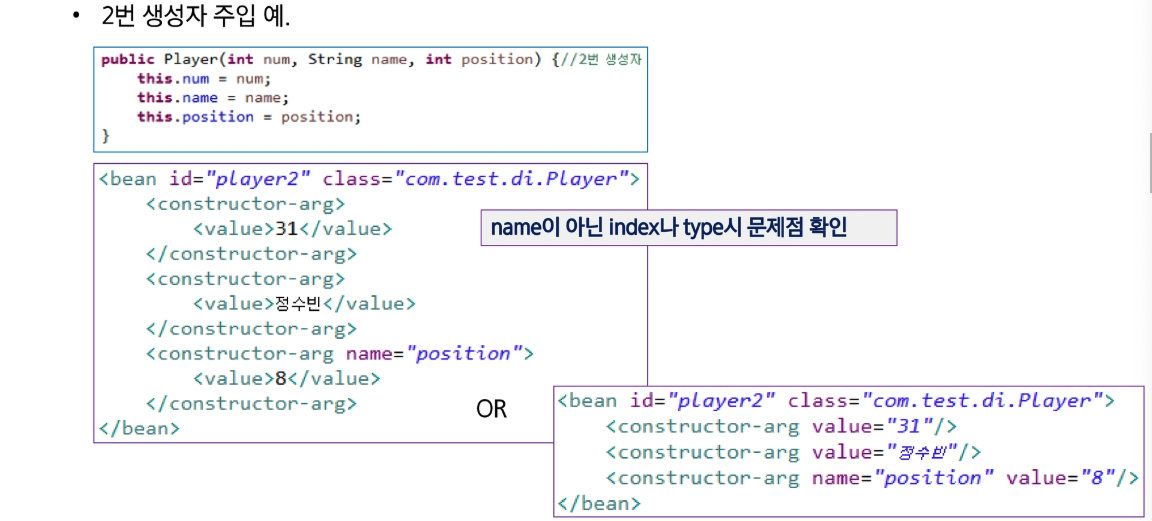 • 2번 생성자 주입 예.
public Player(int num, String name, int position) {//2번 생성자
this.num = num;
this.name = name;
this.position = position;
}
<bean id="player2" class="com.test.di.Player">
<constructor-arg>
<value>31</value>
</constructor-arg>
<constructor-arg>
<value>정수빈</value>
</constructor-arg>
<constructor-arg name="position">
<value>8</value>
</constructor-arg>
</bean>
name이 아닌 index나 type시 문제점 확인
OR
<bean id="player2" class="com.test.di.Player">
<constructor-arg value="31"/>
<constructor-arg value="정수빈"/>
<constructor-arg name="position" value="8"/>
</bean>